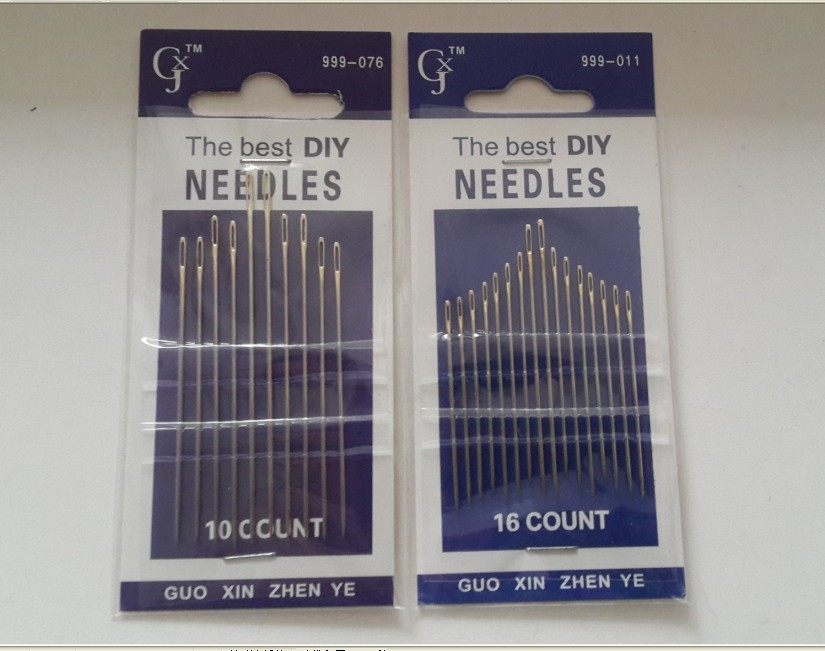 GXJ™ 999-076
The best DIY
NEEDLES
10 COUNT
GUO XIN ZHEN YE
GXJ™ 999-011
The best DIY
NEEDLES
16 COUNT
GUO XIN ZHEN YE